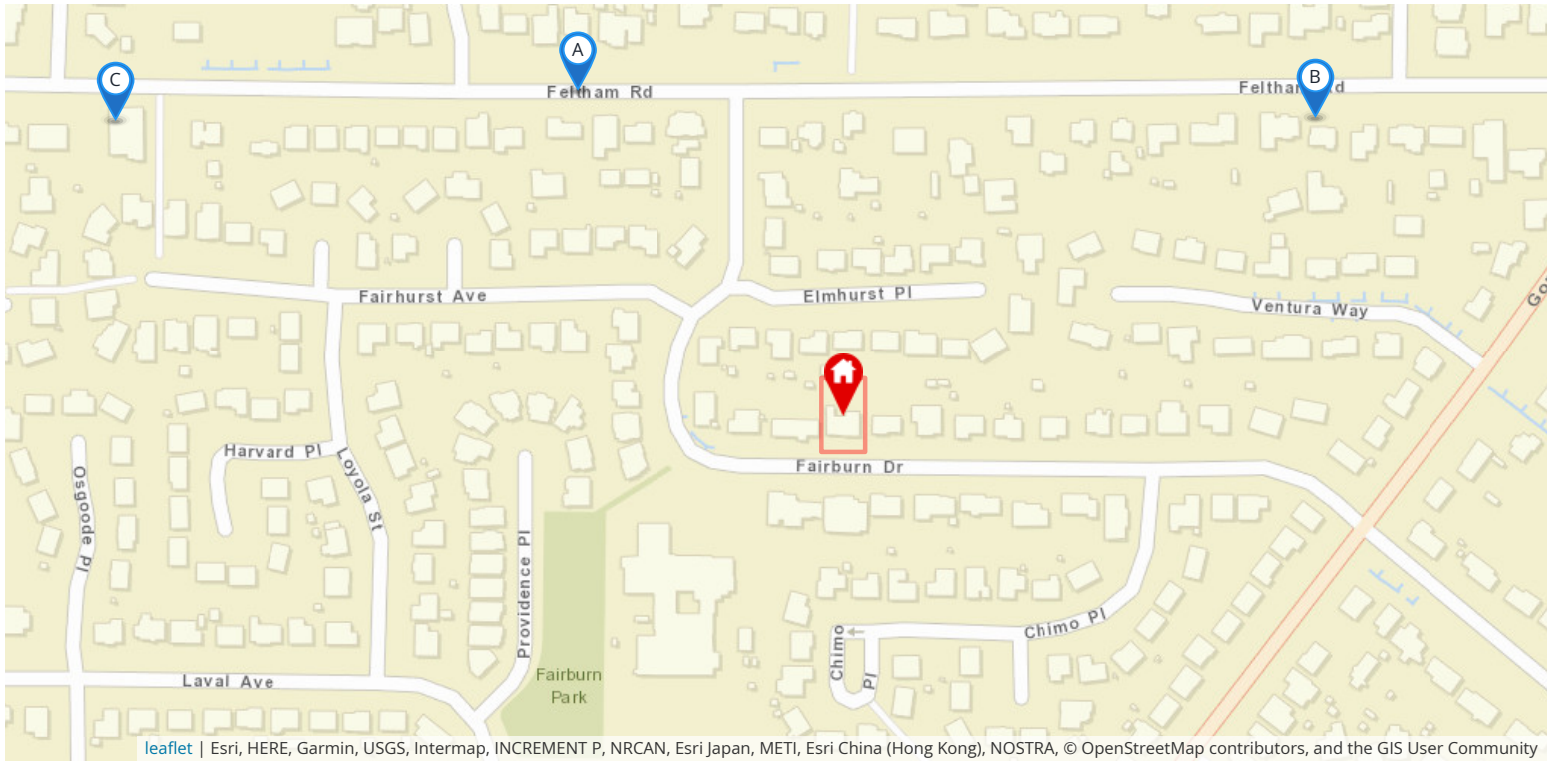 A
C
B
Feltham Rd
Feltham Rd
Fairhurst Ave
Elmhurst Pl
Ventura Way
Harvard Pl
Loyola St
Osgoode Pl
Fairburn Dr
Providence Pl
Chimo Pl
Chimo
Pl
Laval Ave
Fairburn
Park
leaflet | Esri, HERE, Garmin, USGS, Intermap, INCREMENT P, NRCAN, Esri Japan, METI, Esri China (Hong Kong), NOSTRA, © OpenStreetMap contributors, and the GIS User Community